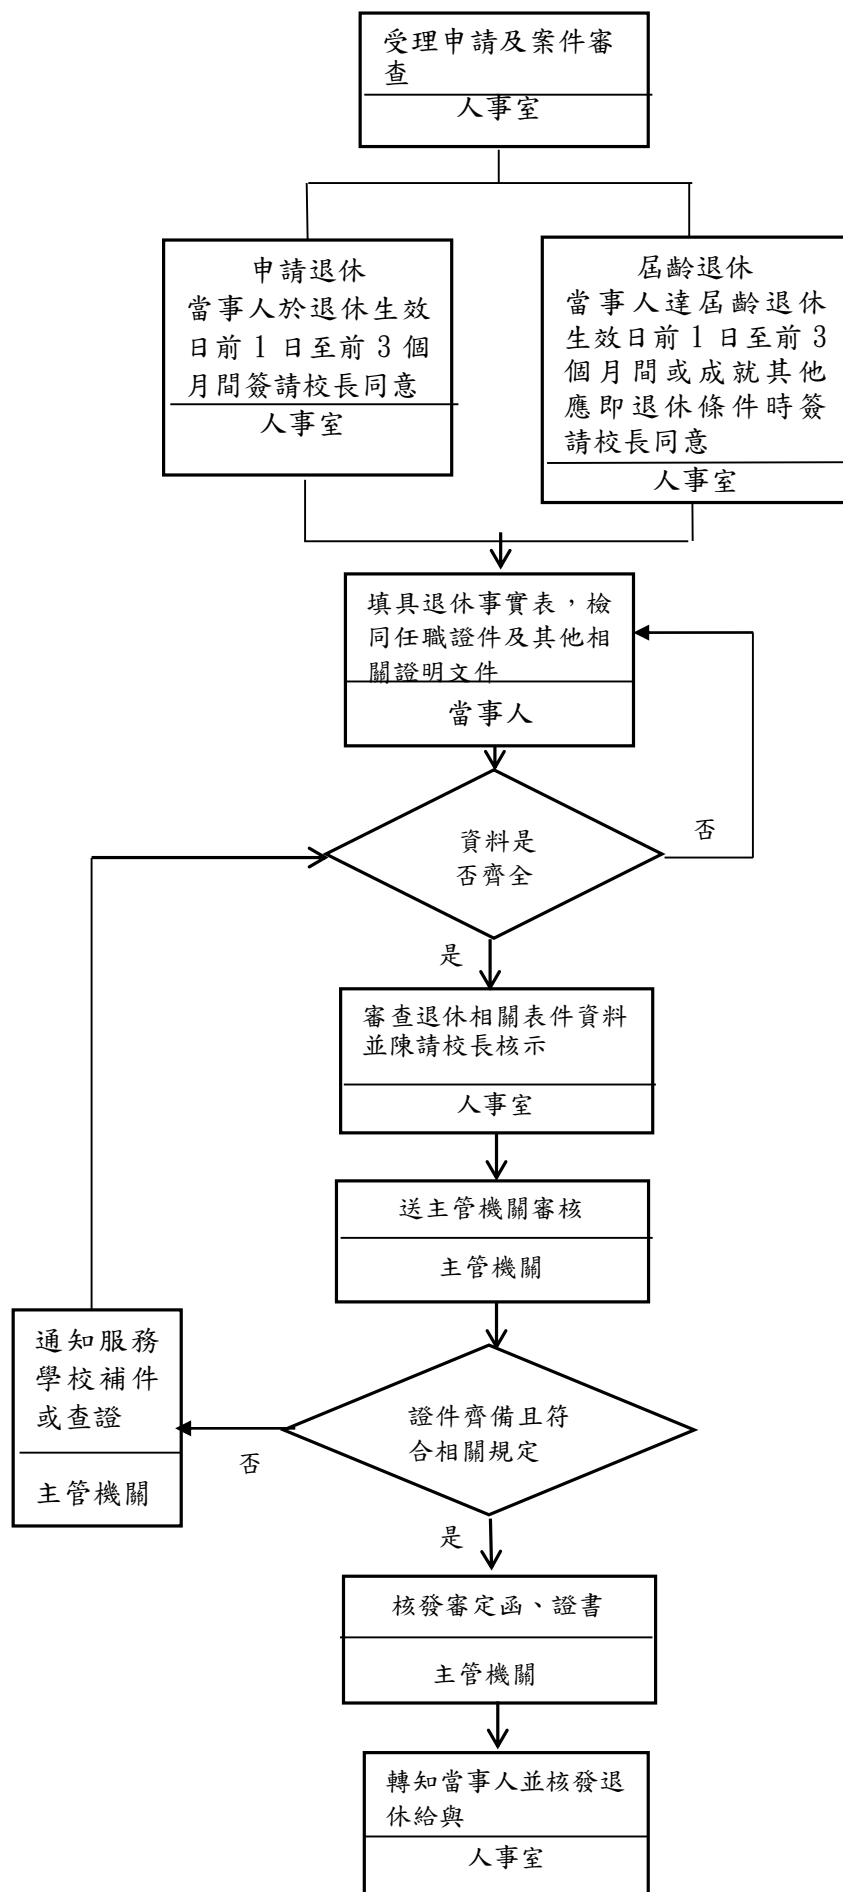 受理申請及案件審
查
人事室
申請退休
當事人於退休生效
日前 1 日至前 3 個
月間簽請校長同意
人事室
屆齡退休
當事人達屆齡退休
生效日前 1 日至前 3
個月間或成就其他
應即退休條件時簽
請校長同意
人事室
填具退休事實表，檢
同任職證件及其他相
關證明文件
當事人
資料是
否齊全
否
是
審查退休相關表件資料
並陳請校長核示
人事室
送主管機關審核
主管機關
通知服務
學校補件
或查證
主管機關
否
證件齊備且符
合相關規定
是
核發審定函、證書
主管機關
轉知當事人並核發退
休給與
人事室